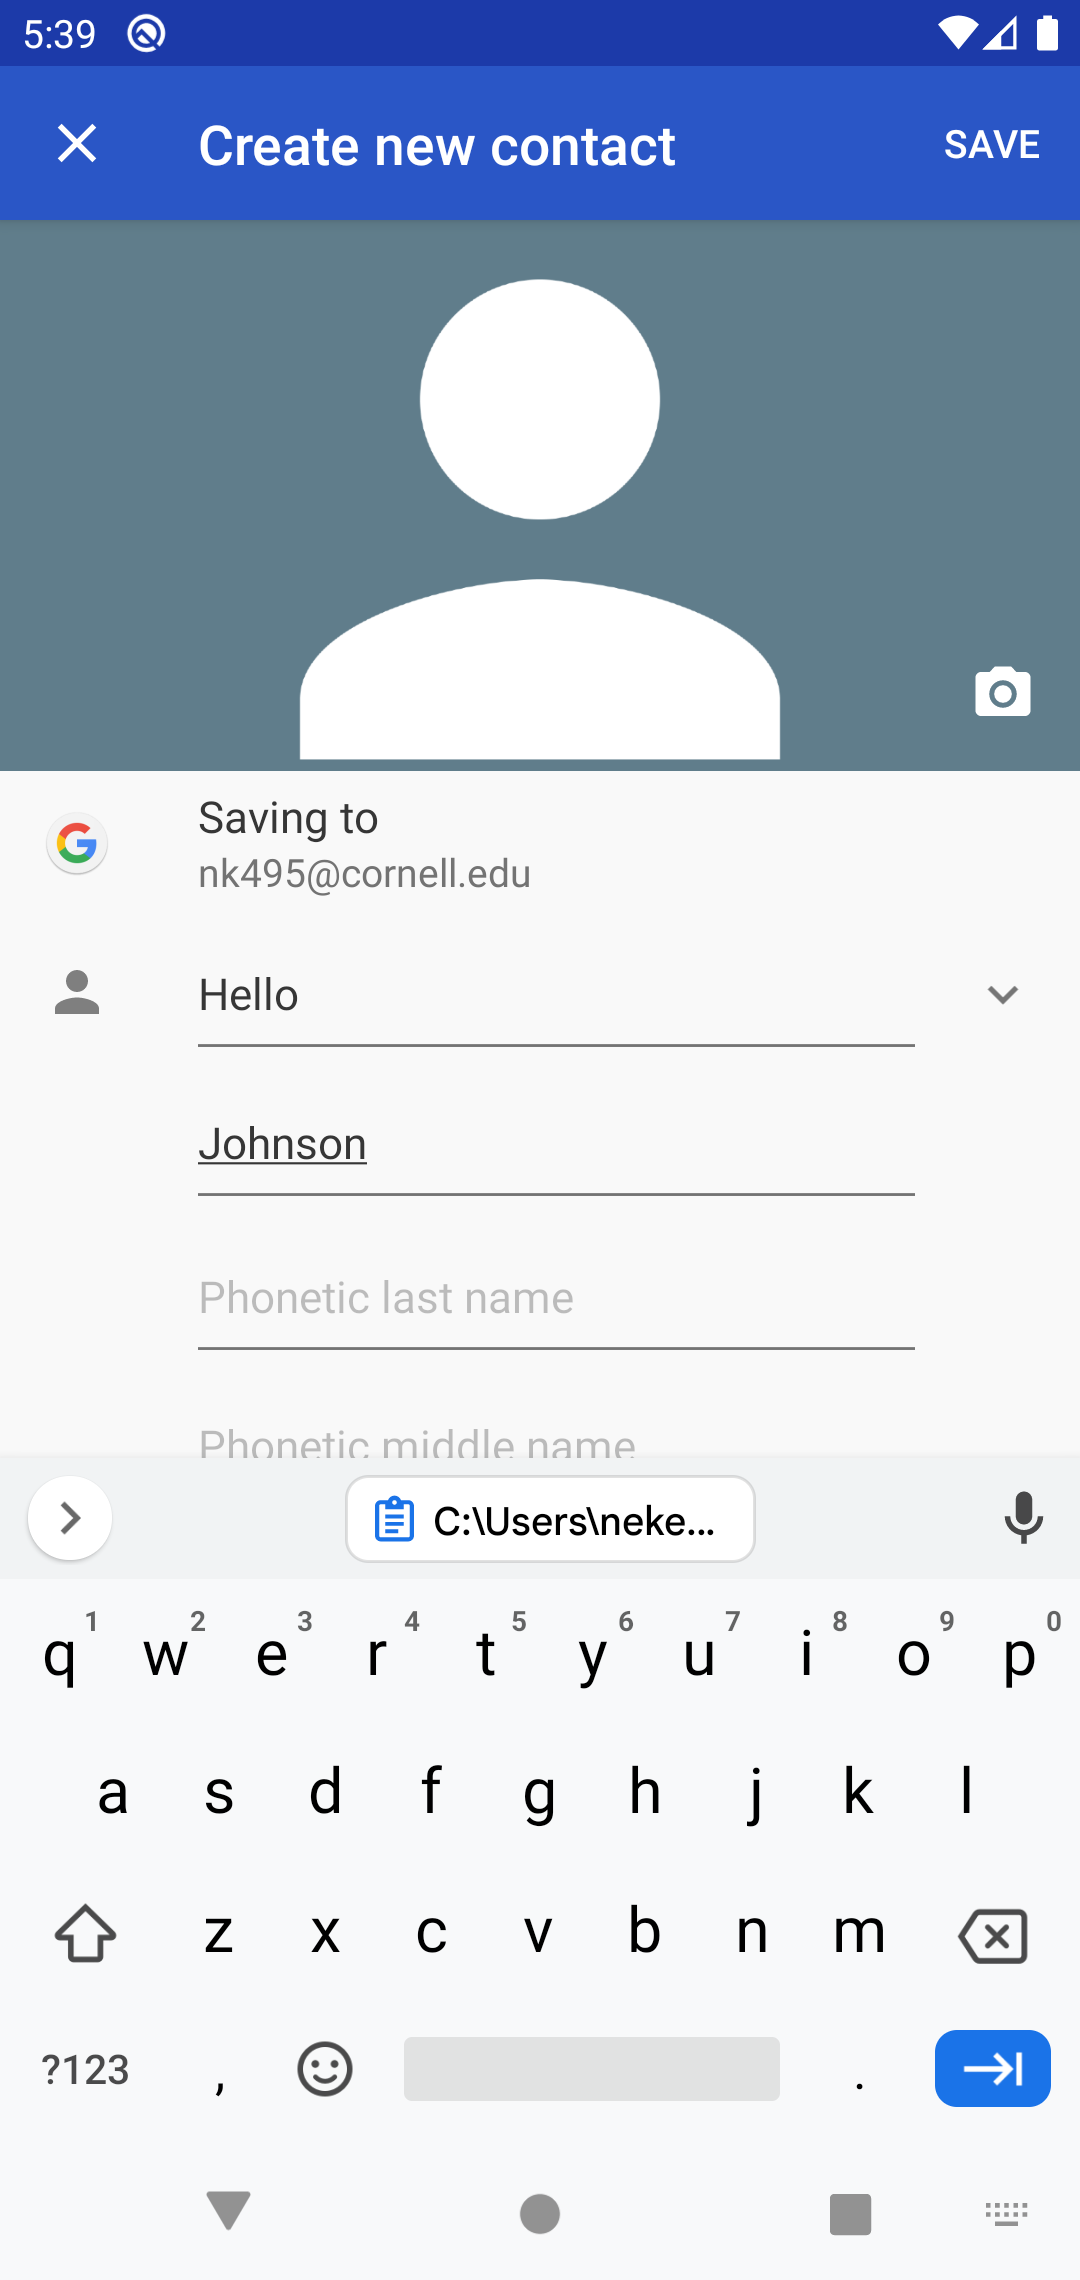 5:39
Create new contact
SAVE
Saving to
nk495@cornell.edu
Hello
Johnson
Phonetic last name
Phonetic middle name
C:\Users\neke...
1 2 3 4 5 6 7 8 9 0
q w e r t y u i o p
a s d f g h j k l
z x c v b n m
?123 , .